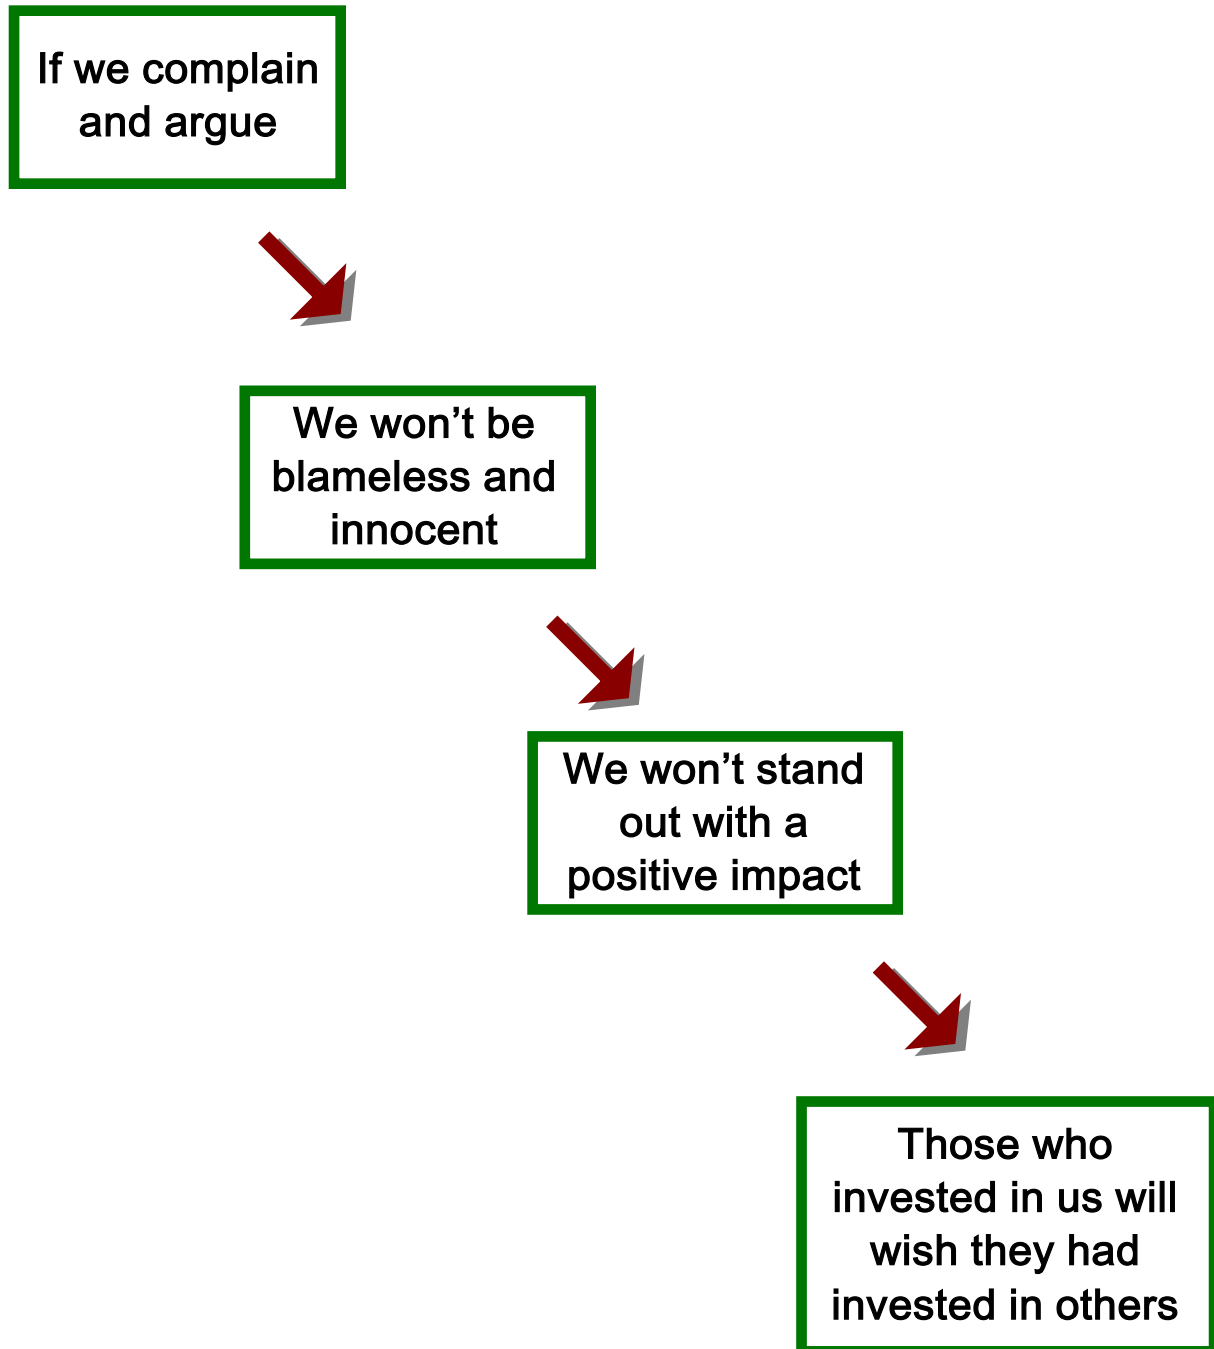 If we complain
and argue
We won’t be
blameless and
innocent
We won’t stand
out with a
positive impact
Those who
invested in us will
wish they had
invested in others